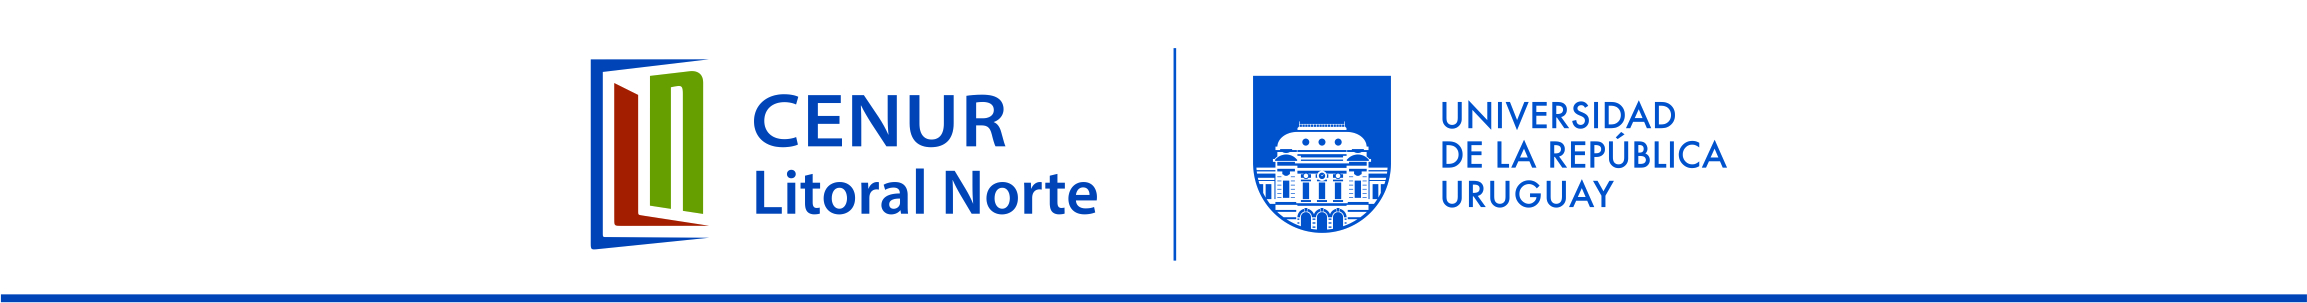 CENUR
Litoral Norte
UNIVERSIDAD
DE LA REPÚBLICA
URUGUAY